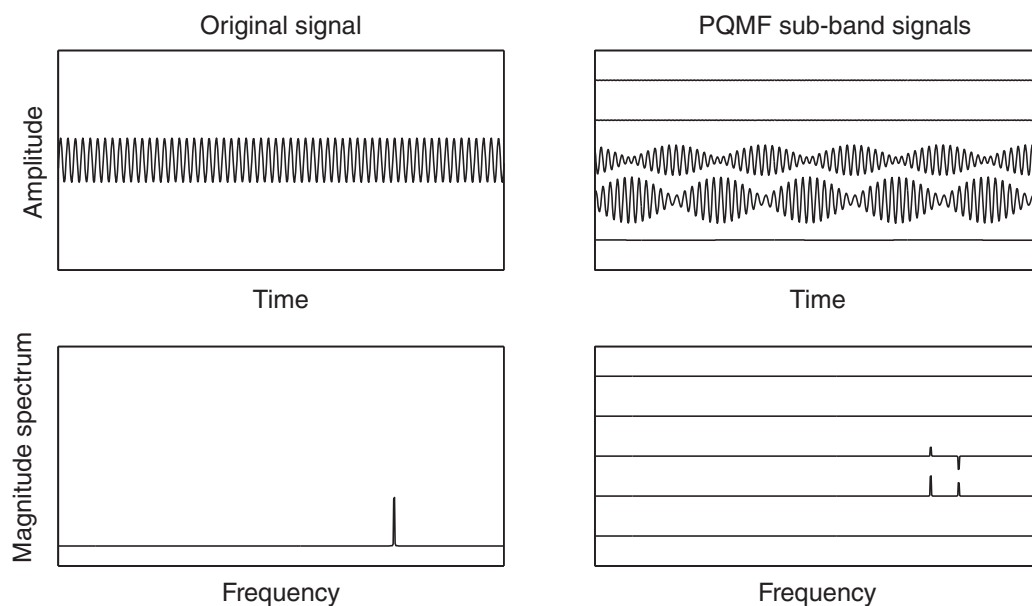 Original signal
PQMF sub-band signals
Amplitude
Time
Time
Magnitude spectrum
Frequency
Frequency